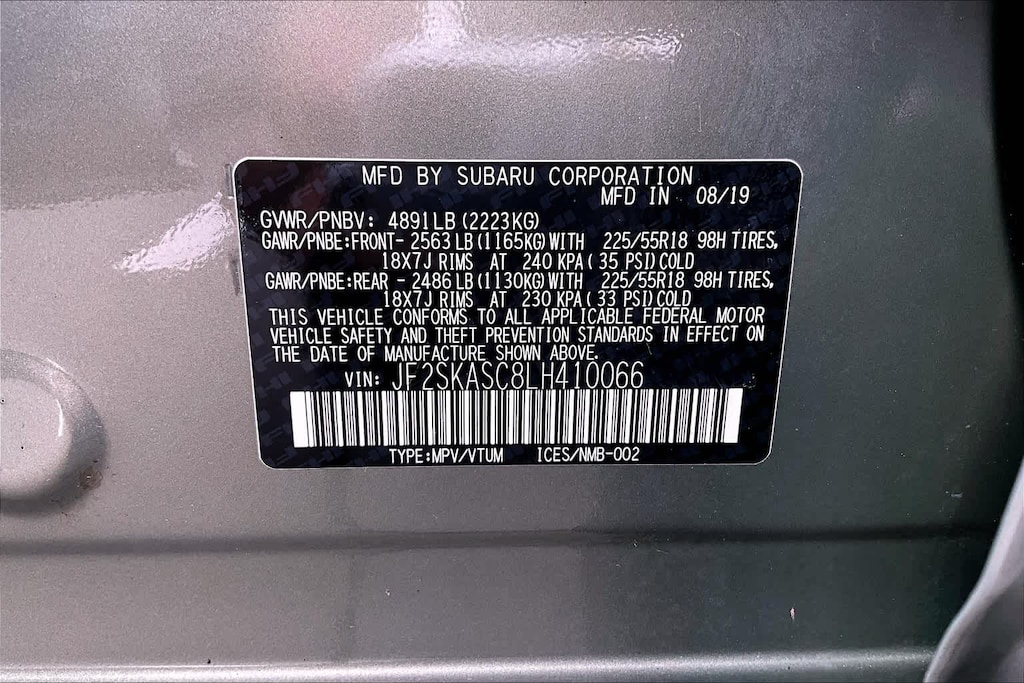 MFD BY SUBARU CORPORATION
MFD IN 08/19
GVWR/PNBV: 4891LB (2223KG)
GAWR/PNBE:FRONT- 2563 LB (1165KG) WITH 225/55R18 98H TIRES,
18X7J RIMS AT 240 KPA ( 35 PSI) COLD
GAWR/PNBE:REAR - 2486 LB (1130KG) WITH 225/55R18 98H TIRES,
18X7J RIMS AT 230 KPA ( 33 PSI) COLD
THIS VEHICLE CONFORMS TO ALL APPLICABLE FEDERAL MOTOR
VEHICLE SAFETY AND THEFT PREVENTION STANDARDS IN EFFECT ON
THE DATE OF MANUFACTURE SHOWN ABOVE.
VIN: JF2SKASC8LH410066
TYPE:MPV/VTUM ICES/NMB-002